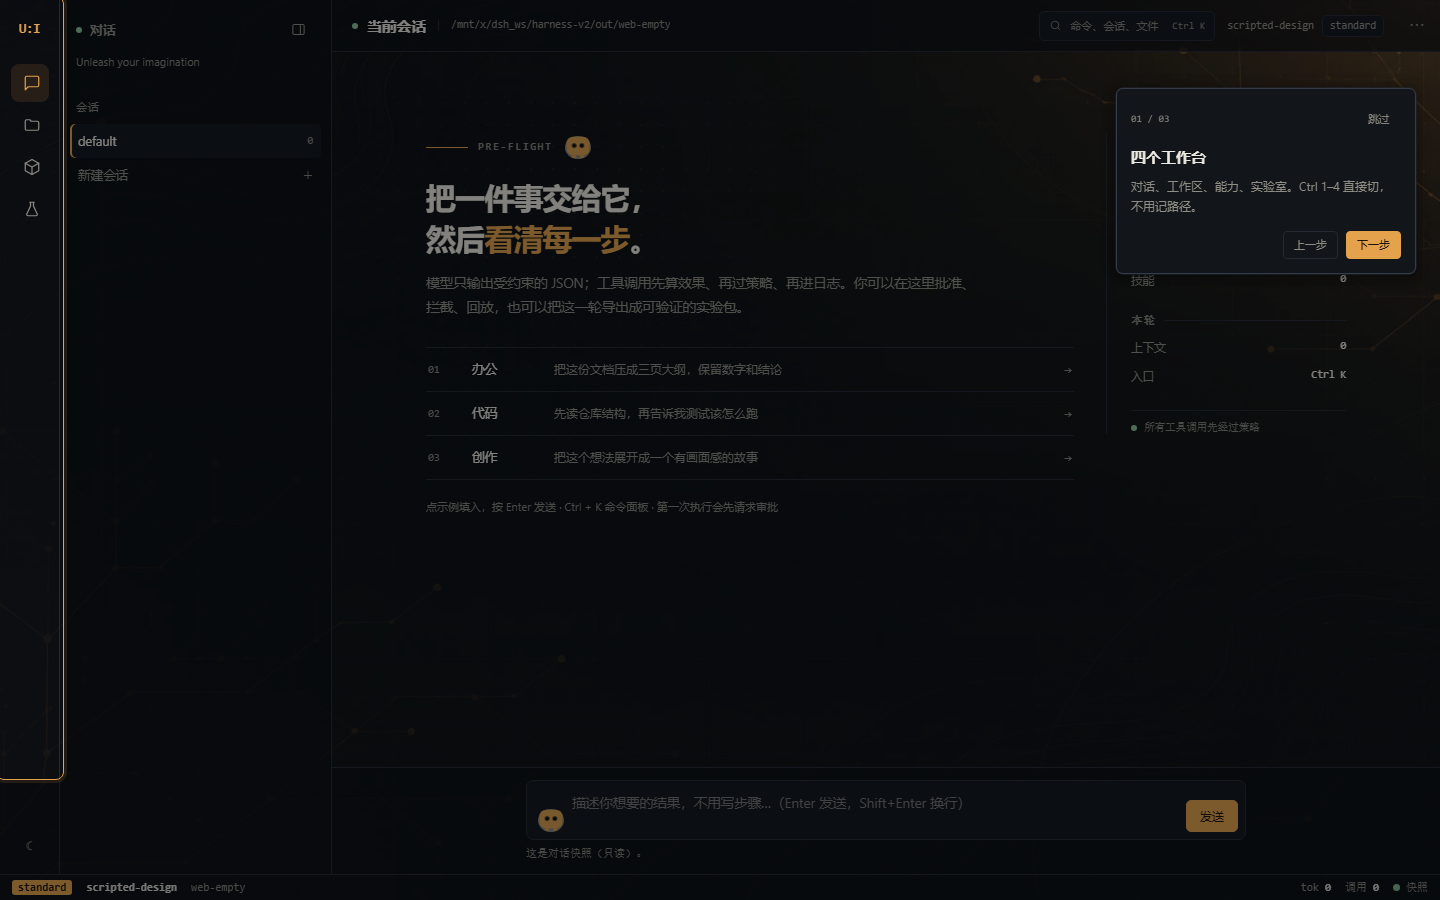 U:I
对话
Unleash your imagination
会话
default 0
新建会话 +
当前会话 /mnt/x/dsh_ws/harness-v2/out/web-empty
命令、会话、文件 Ctrl K
scripted-design standard ···
01 / 03 跳过
四个工作台
对话、工作区、能力、实验室。Ctrl 1–4 直接切,
不用记路径。
上一步 下一步
PRE-FLIGHT
把一件事交给它,
然后看清每一步。
模型只输出受约束的 JSON；工具调用先算效果、再过策略、再进日志。你可以在这里批准、
拦截、回放，也可以把这一轮导出成可验证的实验包。
01 办公 把这份文档压成三页大纲，保留数字和结论 →
02 代码 先读仓库结构，再告诉我测试该怎么跑 →
03 创作 把这个想法展开成一个有画面感的故事 →
点示例填入，按 Enter 发送 · Ctrl + K 命令面板 · 第一次执行会先请求审批
技能 0
本轮
上下文 0
入口 Ctrl K
所有工具调用先经过策略
描述你想要的结果，不用写步骤…（Enter 发送，Shift+Enter 换行）
发送
这是对话快照（只读）。
standard scripted-design web-empty
tok 0 调用 0 快照